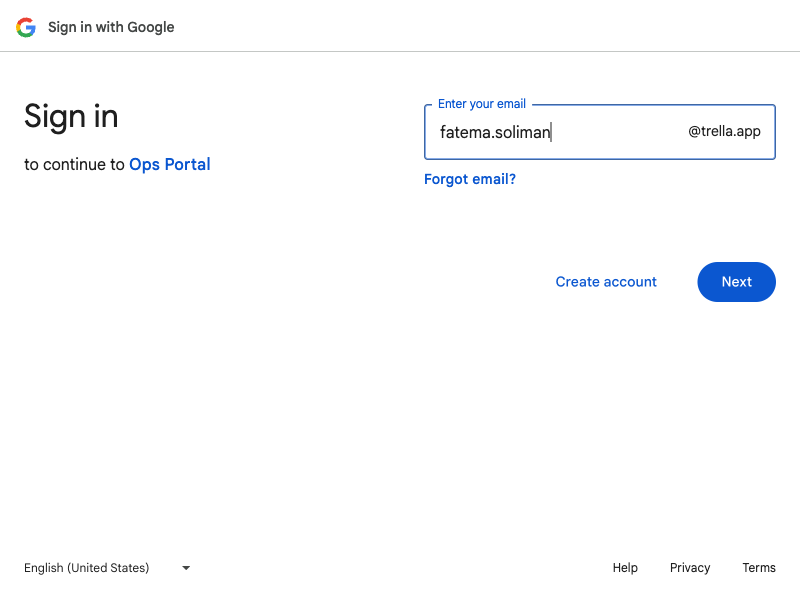 Sign in with Google
Sign in
to continue to Ops Portal
Enter your email
fatema.soliman @trella.app
Forgot email?
Create account Next
English (United States) Help Privacy Terms